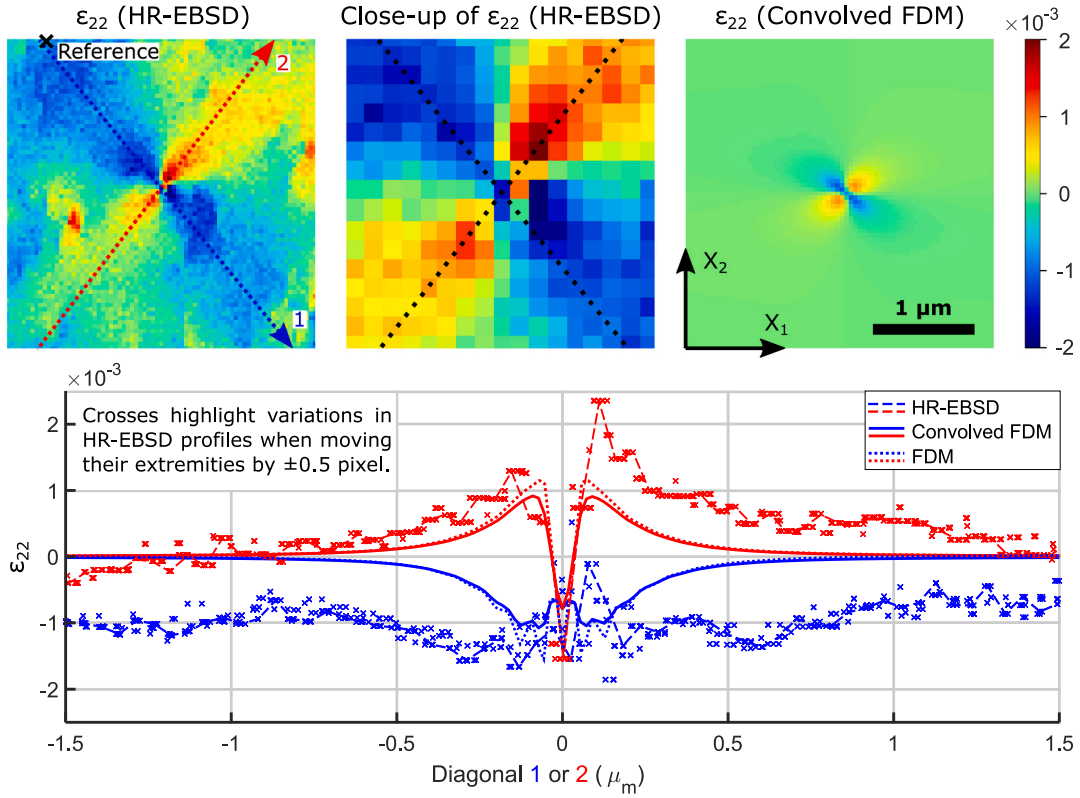 ε22 (HR-EBSD)
Close-up of ε22 (HR-EBSD)
ε22 (Convolved FDM)
×10⁻³
Reference
2
1
X2
X1
1 μm
2
1
0
-1
-2
×10⁻³
2
1
0
-1
-2
ε22
Crosses highlight variations in
HR-EBSD profiles when moving
their extremities by ±0.5 pixel.
HR-EBSD
Convolved FDM
FDM
-1.5
-1
-0.5
0
0.5
1
1.5
Diagonal 1 or 2 (μm)